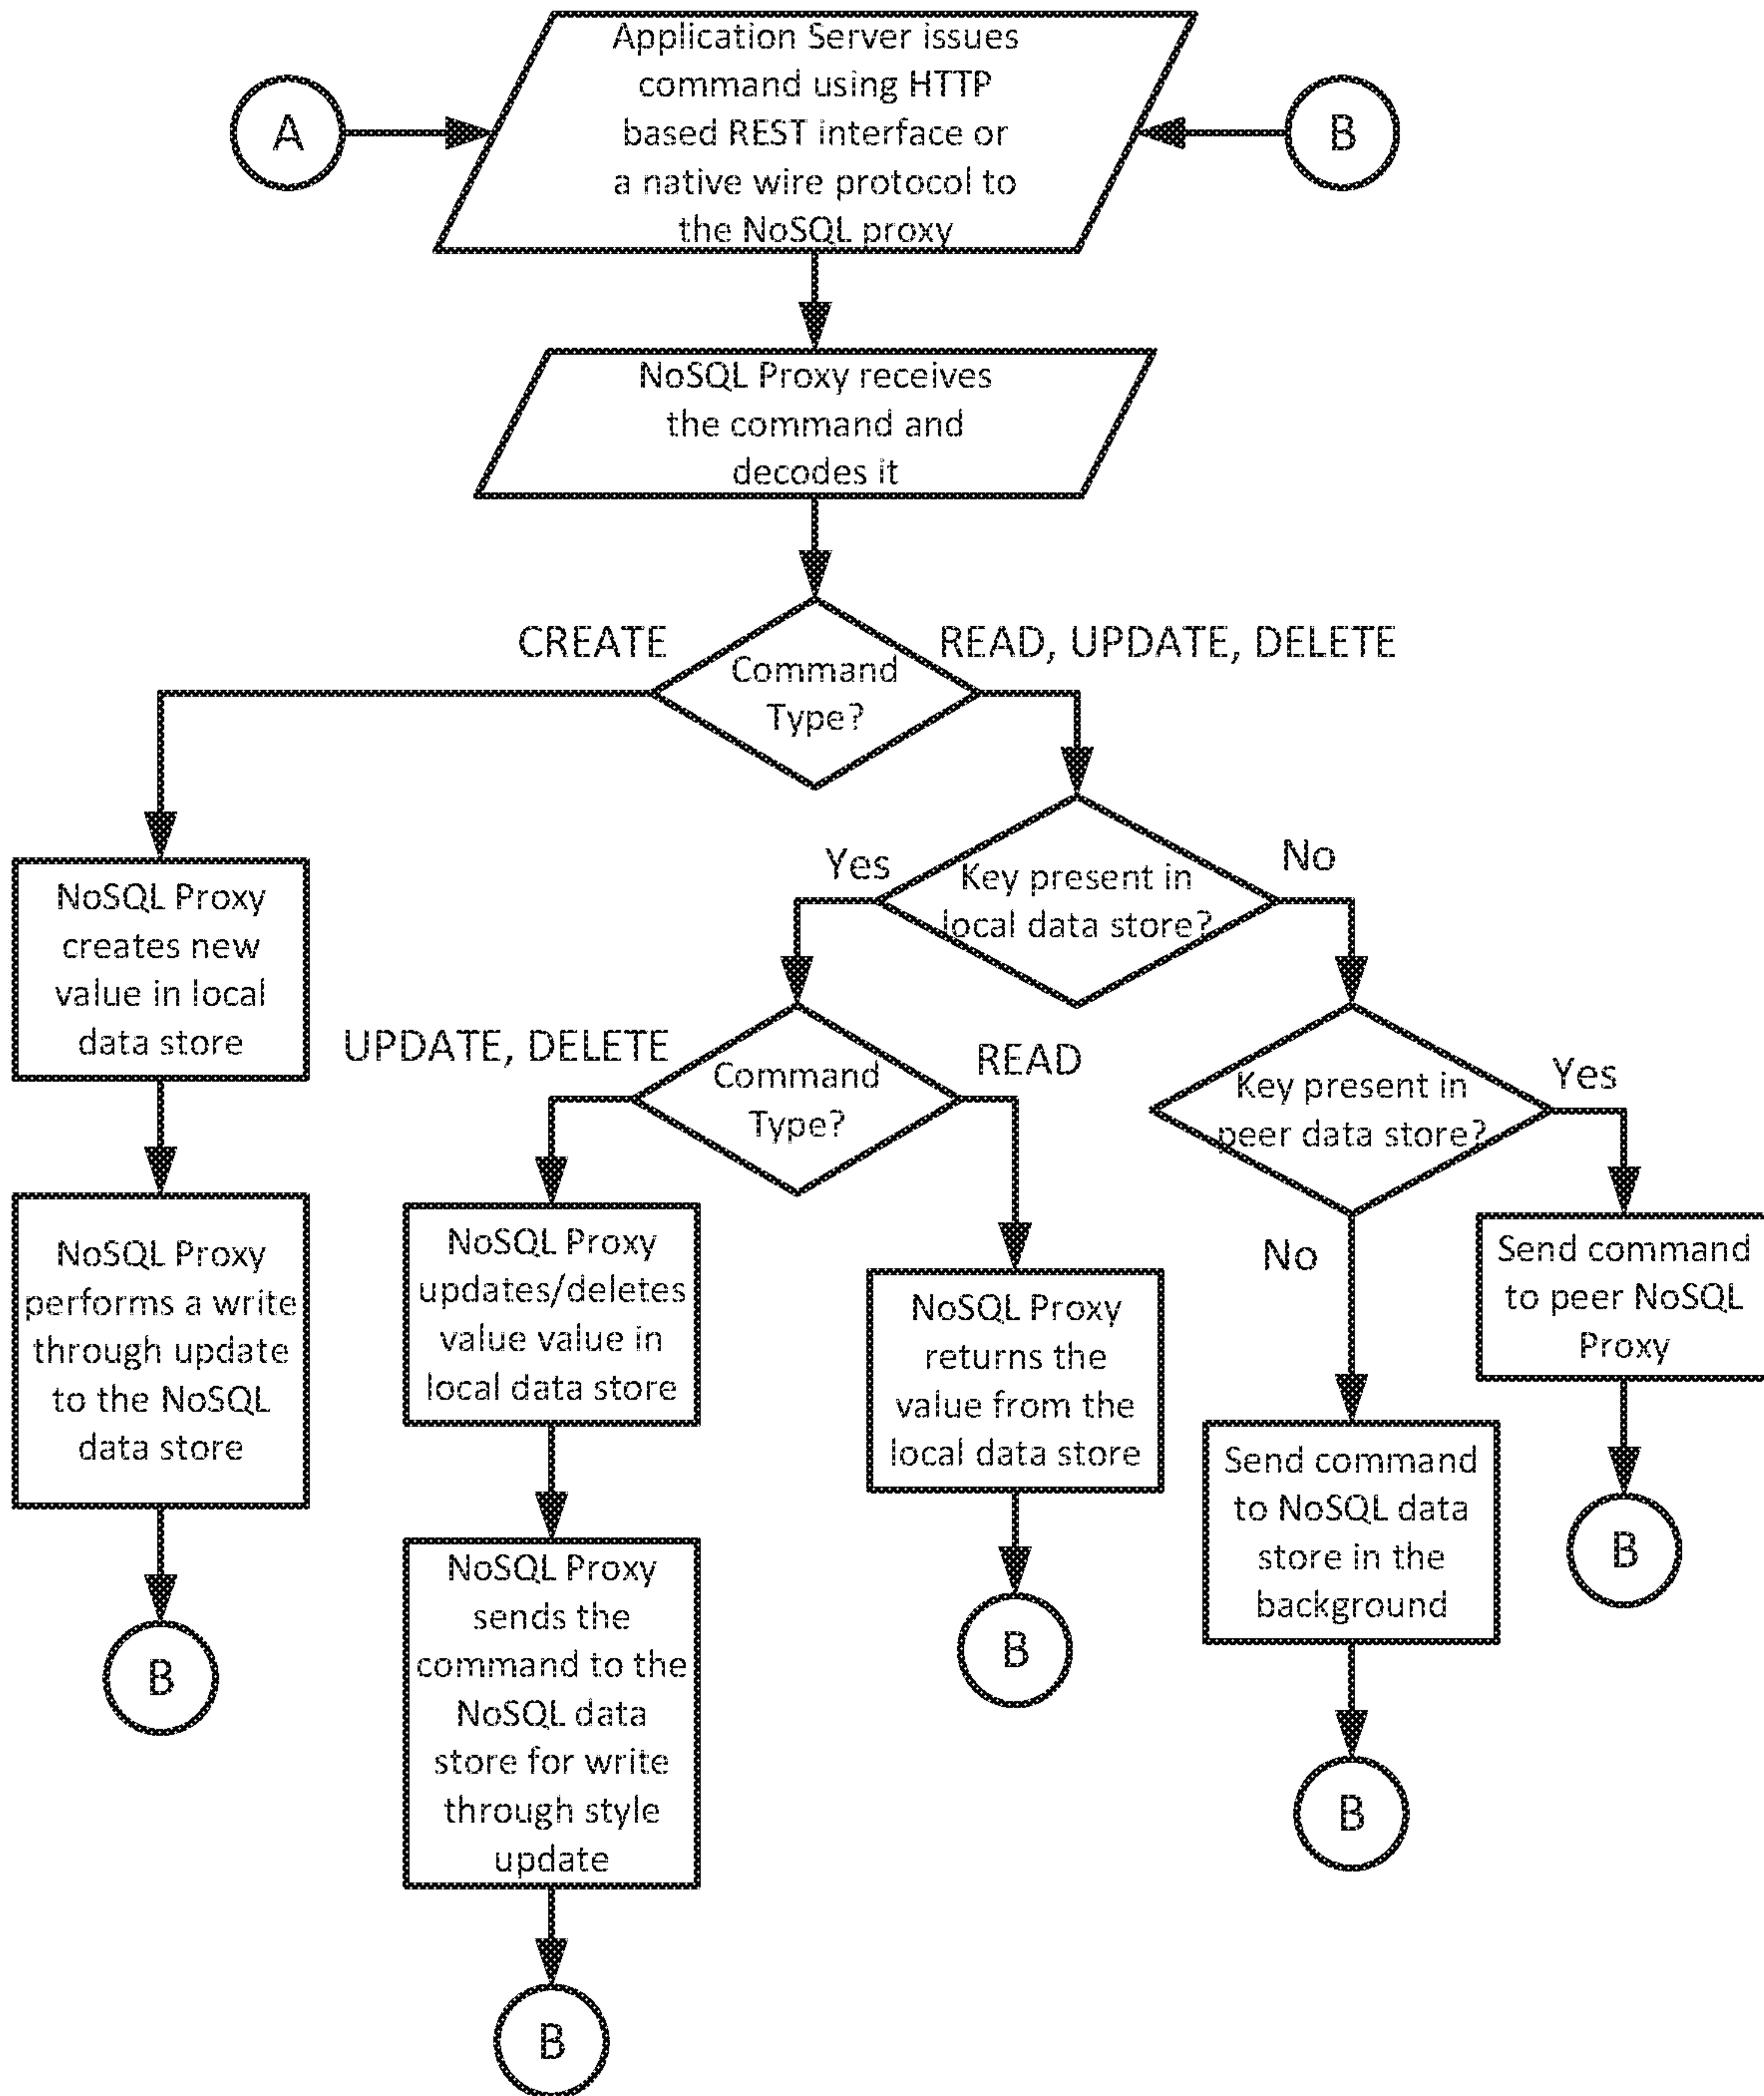 Application Server issues
command using HTTP
based REST interface or
a native wire protocol to
the NoSQL proxy
A
B
NoSQL Proxy receives
the command and
decodes it
CREATE
READ, UPDATE, DELETE
Command
Type?
Yes
No
Key present in
local data store?
NoSQL Proxy
creates new
value in local
data store
UPDATE, DELETE
READ
Command
Type?
Key present in
peer data store?
Yes
No
NoSQL Proxy
performs a write
through update
to the NoSQL
data store
NoSQL Proxy
updates/deletes
value value in
local data store
NoSQL Proxy
returns the
value from the
local data store
Send command
to peer NoSQL
Proxy
Send command
to NoSQL data
store in the
background
B
NoSQL Proxy
sends the
command to the
NoSQL data
store for write
through style
update
B
B
B
B